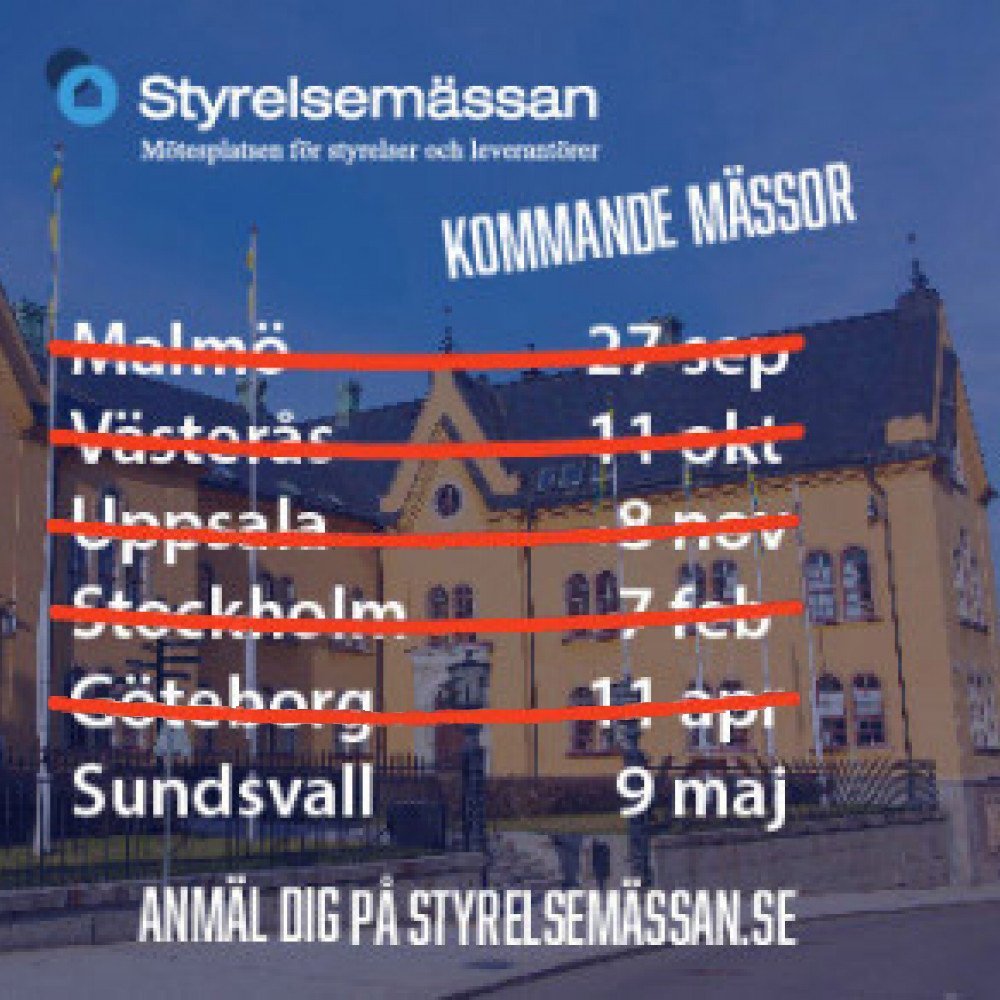 Styrelsemässan
Mötesplatsen för styrelser och leverantörer
KOMMANDE MÄSSOR
Malmö 27 sep
Västerås 11 okt
Uppsala 8 nov
Stockholm 7 feb
Göteborg 11 apr
Sundsvall 9 maj
ANMÄL DIG PÅ STYRELSEMÄSSAN.SE